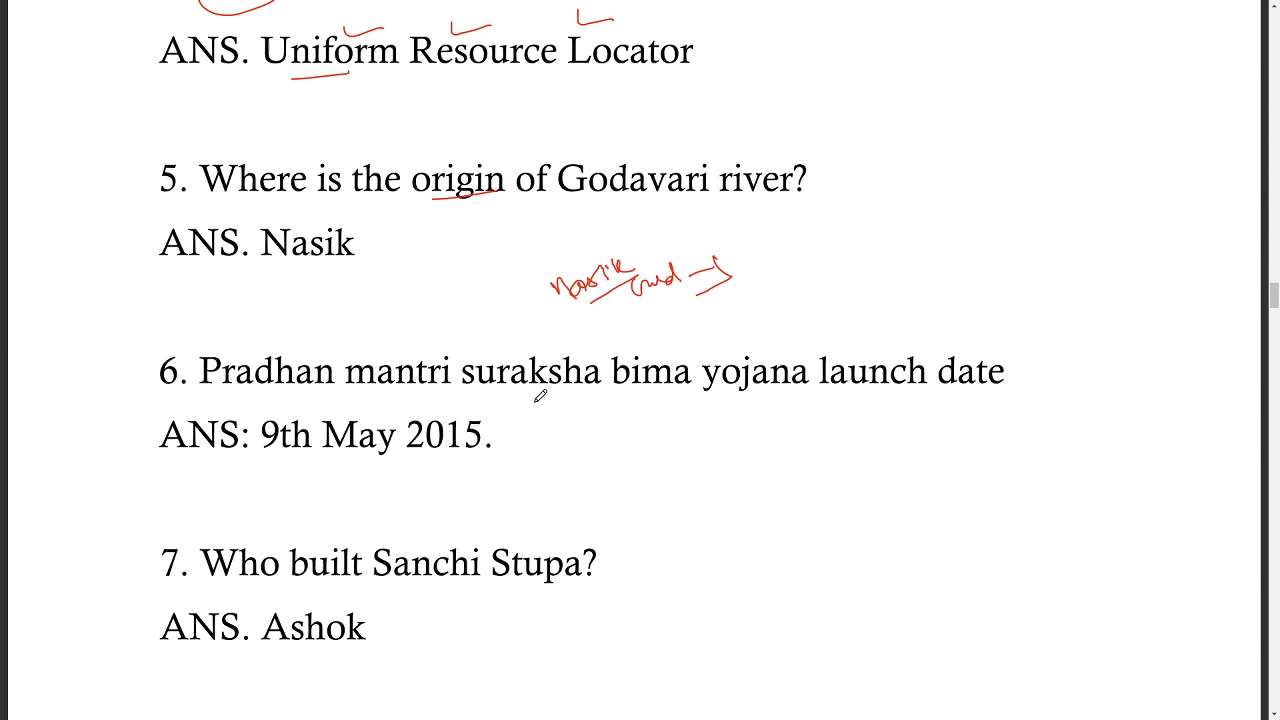 ANS. Uniform Resource Locator
5. Where is the origin of Godavari river?
ANS. Nasik
Nasik
6. Pradhan mantri suraksha bima yojana launch date
ANS: 9th May 2015.
7. Who built Sanchi Stupa?
ANS. Ashok